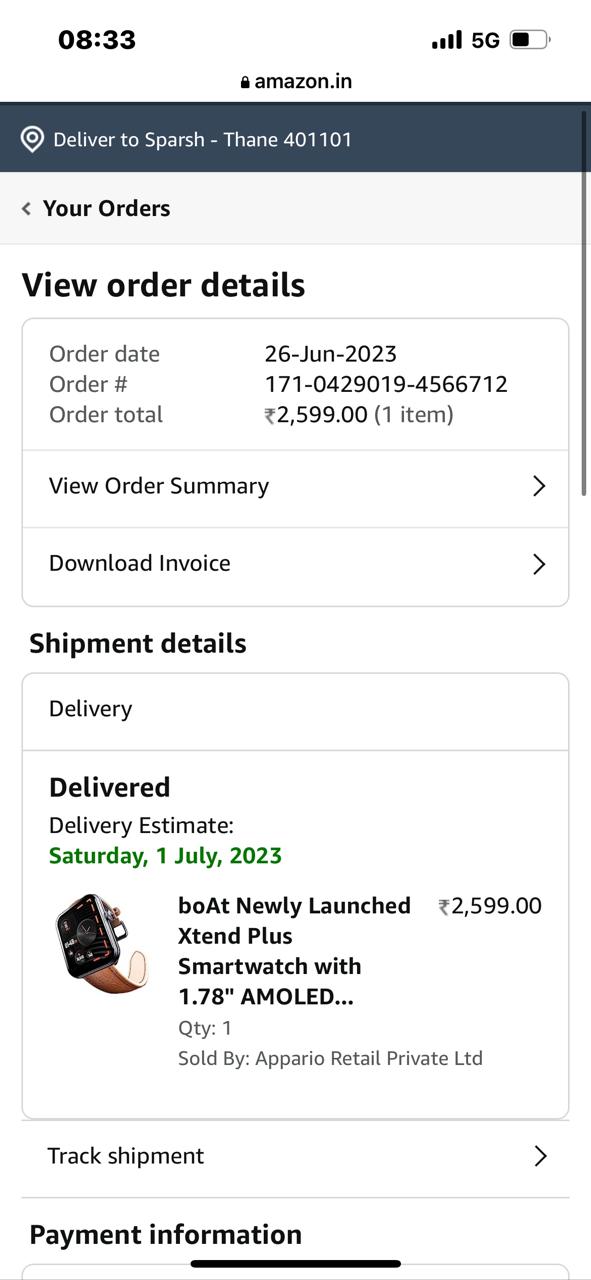 08:33
5G
amazon.in
Deliver to Sparsh - Thane 401101
Your Orders
View order details
Order date 26-Jun-2023
Order # 171-0429019-4566712
Order total ₹2,599.00 (1 item)
View Order Summary
Download Invoice
Shipment details
Delivery
Delivered
Delivery Estimate:
Saturday, 1 July, 2023
boAt Newly Launched ₹2,599.00
Xtend Plus
Smartwatch with
1.78" AMOLED...
Qty: 1
Sold By: Appario Retail Private Ltd
Track shipment
Payment information